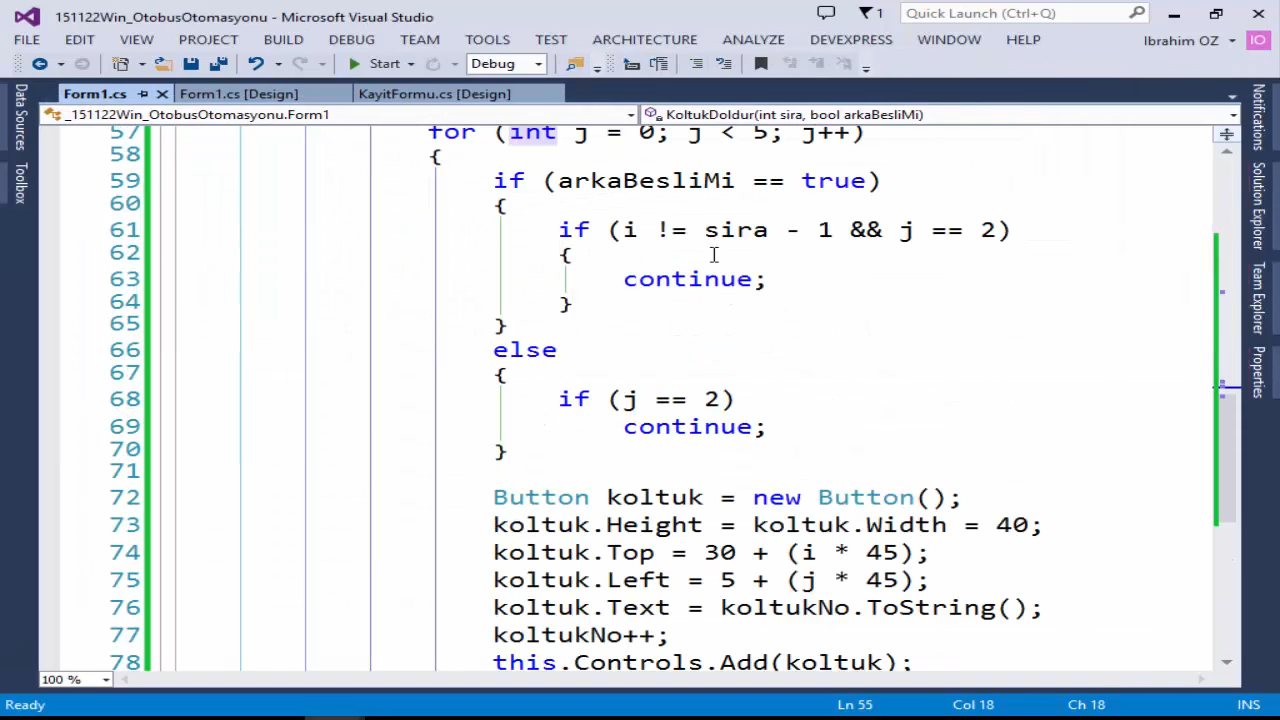 151122Win_OtobusOtomasyonu - Microsoft Visual Studio
1
Quick Launch (Ctrl+Q)
FILE EDIT VIEW PROJECT BUILD DEBUG TEAM TOOLS TEST ARCHITECTURE ANALYZE DEVEXPRESS WINDOW HELP
Ibrahim OZ IO
Start Debug
Form1.cs Form1.cs [Design] KayitFormu.cs [Design]
_151122Win_OtobusOtomasyonu.Form1 KoltukDoldur(int sira, bool arkaBesliMi)
Data Sources
Toolbox
Notifications
Solution Explorer
Team Explorer
Properties
57 for (int j = 0; j < 5; j++)
58 {
59 if (arkaBesliMi == true)
60 {
61 if (i != sira - 1 && j == 2)
62 {
63 continue;
64 }
65 }
66 else
67 {
68 if (j == 2)
69 continue;
70 }
71
72 Button koltuk = new Button();
73 koltuk.Height = koltuk.Width = 40;
74 koltuk.Top = 30 + (i * 45);
75 koltuk.Left = 5 + (j * 45);
76 koltuk.Text = koltukNo.ToString();
77 koltukNo++;
78 this.Controls.Add(koltuk);
100 %
Ready Ln 55 Col 18 Ch 18 INS